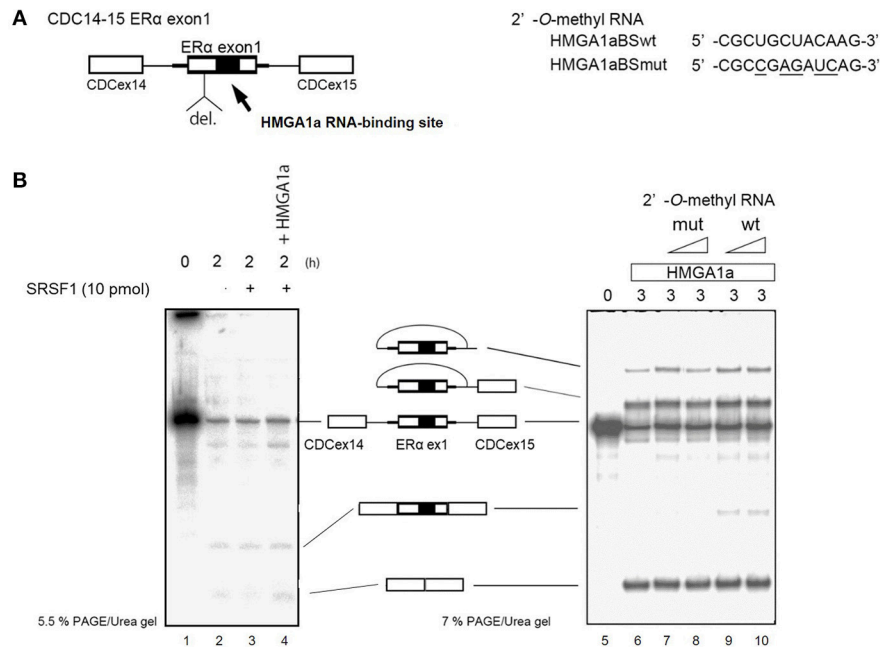 A CDC14-15 ERα exon1
ERα exon1
CDCex14
CDCex15
del.
HMGA1a RNA-binding site
2’ -O-methyl RNA
HMGA1aBSwt 5’ -CGCUGCUACAAG-3’
HMGA1aBSmut 5’ -CGCCGAGAUCAG-3’
B
+ HMGA1a
0 2 2 2 (h)
SRSF1 (10 pmol) · + +
2’ -O-methyl RNA
mut wt
HMGA1a
0 3 3 3 3 3
CDCex14 ERα ex1 CDCex15
5.5 % PAGE/Urea gel
7 % PAGE/Urea gel
1 2 3 4
5 6 7 8 9 10